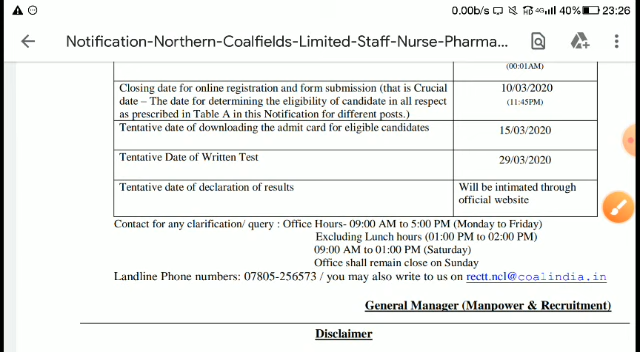 0.00b/s 4G 40% 23:26
Notification-Northern-Coalfields-Limited-Staff-Nurse-Pharma...
(00:01AM)
Closing date for online registration and form submission (that is Crucial
date – The date for determining the eligibility of candidate in all respect
as prescribed in Table A in this Notification for different posts.)
10/03/2020
(11:45PM)
Tentative date of downloading the admit card for eligible candidates
15/03/2020
Tentative Date of Written Test
29/03/2020
Tentative date of declaration of results
Will be intimated through
official website
Contact for any clarification/ query : Office Hours- 09:00 AM to 5:00 PM (Monday to Friday)
Excluding Lunch hours (01:00 PM to 02:00 PM)
09:00 AM to 01:00 PM (Saturday)
Office shall remain close on Sunday
Landline Phone numbers: 07805-256573 / you may also write to us on rectt.ncl@coalindia.in
General Manager (Manpower & Recruitment)
Disclaimer